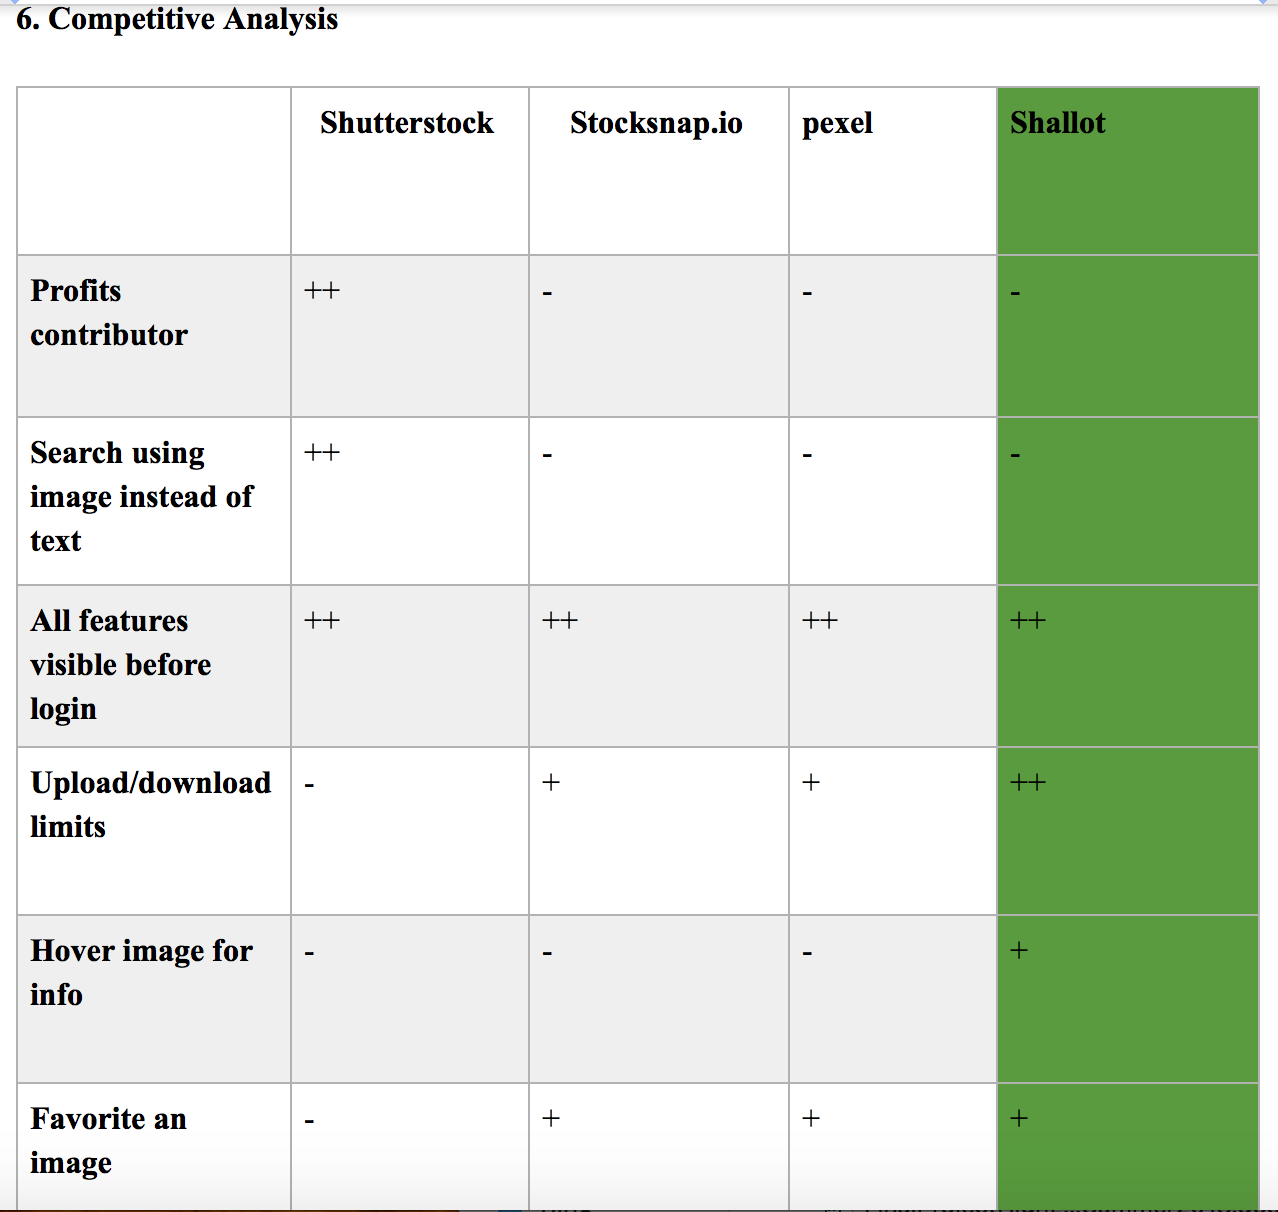 6. Competitive Analysis
Shutterstock Stocksnap.io pexel Shallot
Profits ++ - - -
contributor
Search using ++ - - -
image instead of
text
All features ++ ++ ++ ++
visible before
login
Upload/download - + + ++
limits
Hover image for - - - +
info
Favorite an - + + +
image